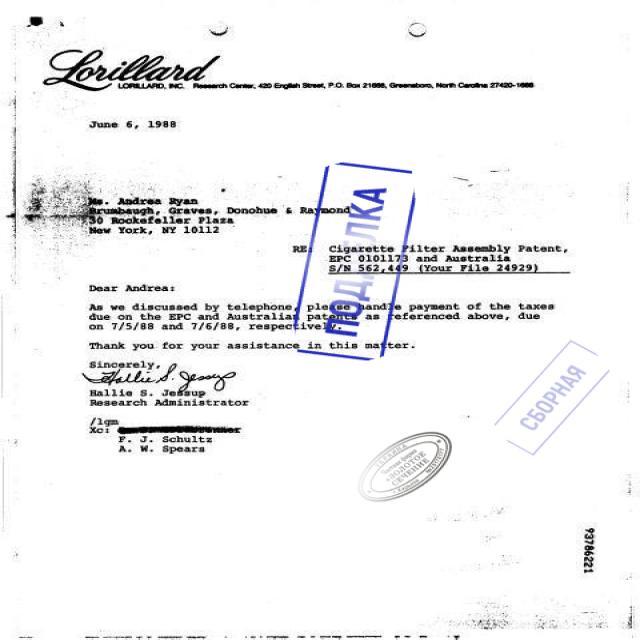 Lorillard
LORILLARD, INC. Research Center, 420 English Street, P.O. Box 21688, Greensboro, North Carolina 27420-1688
June 6, 1988
Ms. Andrea Ryan
Brumbaugh, Graves, Donohue & Raymond
30 Rockefeller Plaza
New York, NY 10112
RE: Cigarette Filter Assembly Patent,
EPC 0101173 and Australia
S/N 562,449 (Your File 24929)
Dear Andrea:
As we discussed by telephone, please handle payment of the taxes
due on the EPC and Australian patents as referenced above, due
on 7/5/88 and 7/6/88, respectively.
Thank you for your assistance in this matter.
Sincerely,
Hallie S. Jessup
Hallie S. Jessup
Research Administrator
/lgm
Xc:
F. J. Schultz
A. W. Spears
ПОДДЕЛКА
СБОРНАЯ
УКРАИНА
Частная фирма
«ЗОЛОТОЕ
СЕЧЕНИЕ
93786221